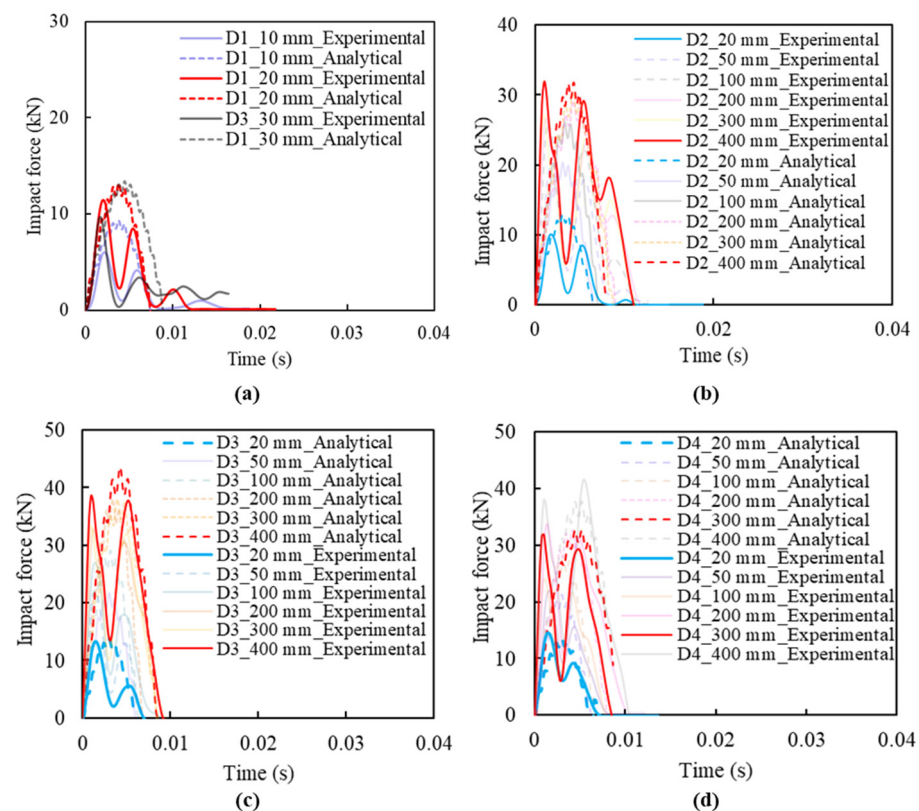 30
20
10
0
Impact force (kN)
D1_10 mm_Experimental
D1_10 mm_Analytical
D1_20 mm_Experimental
D1_20 mm_Analytical
D3_30 mm_Experimental
D1_30 mm_Analytical
0 0.01 0.02 0.03 0.04
Time (s)
(a)
40
30
20
10
0
Impact force (kN)
D2_20 mm_Experimental
D2_50 mm_Experimental
D2_100 mm_Experimental
D2_200 mm_Experimental
D2_300 mm_Experimental
D2_400 mm_Experimental
D2_20 mm_Analytical
D2_50 mm_Analytical
D2_100 mm_Analytical
D2_200 mm_Analytical
D2_300 mm_Analytical
D2_400 mm_Analytical
0 0.02 0.04
Time (s)
(b)
50
40
30
20
10
0
Impact force (kN)
D3_20 mm_Analytical
D3_50 mm_Analytical
D3_100 mm_Analytical
D3_200 mm_Analytical
D3_300 mm_Analytical
D3_400 mm_Analytical
D3_20 mm_Experimental
D3_50 mm_Experimental
D3_100 mm_Experimental
D3_200 mm_Experimental
D3_300 mm_Experimental
D3_400 mm_Experimental
0 0.01 0.02 0.03 0.04
Time (s)
(c)
50
40
30
20
10
0
Impact force (kN)
D4_20 mm_Analytical
D4_50 mm_Analytical
D4_100 mm_Analytical
D4_200 mm_Analytical
D4_300 mm_Analytical
D4_400 mm_Analytical
D4_20 mm_Experimental
D4_50 mm_Experimental
D4_100 mm_Experimental
D4_200 mm_Experimental
D4_300 mm_Experimental
D4_400 mm_Experimental
0 0.01 0.02 0.03 0.04
Time (s)
(d)